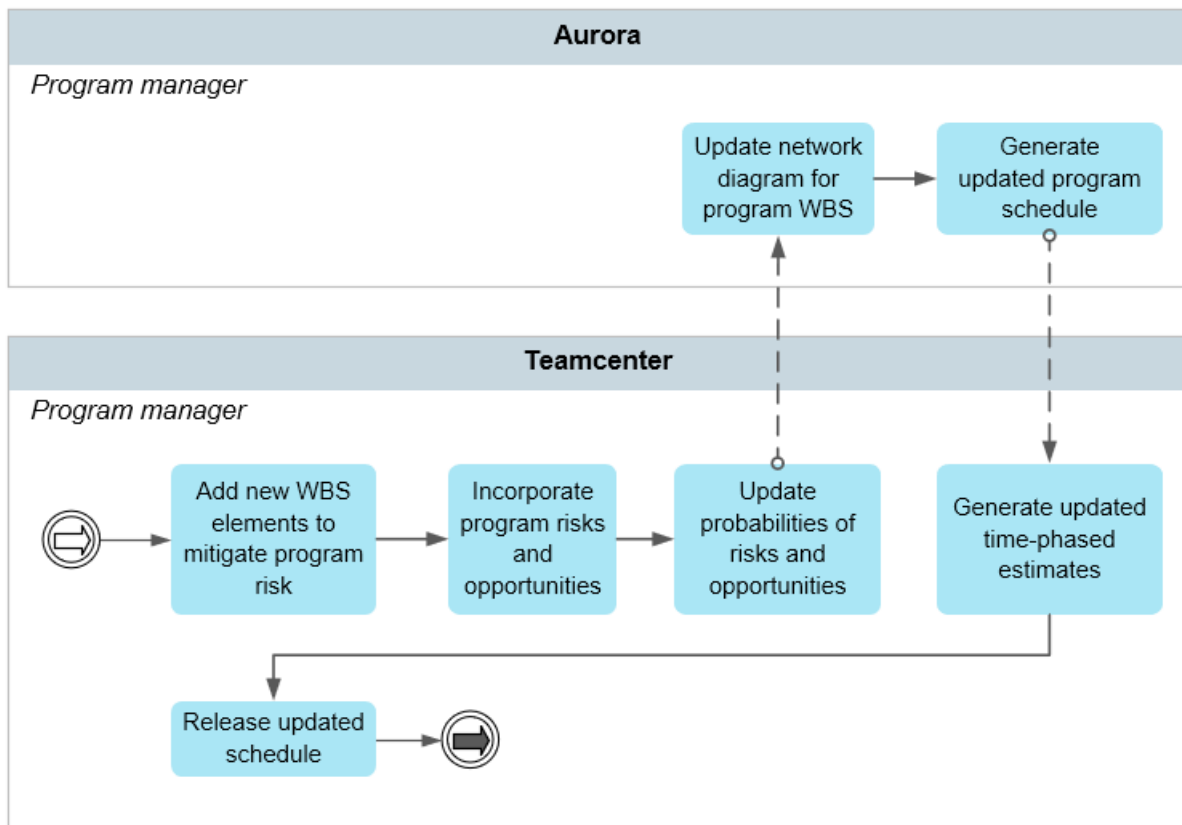 Aurora
Program manager
Update network
diagram for
program WBS
Generate
updated program
schedule
Teamcenter
Program manager
Add new WBS
elements to
mitigate program
risk
Incorporate
program risks
and
opportunities
Update
probabilities of
risks and
opportunities
Generate updated
time-phased
estimates
Release updated
schedule